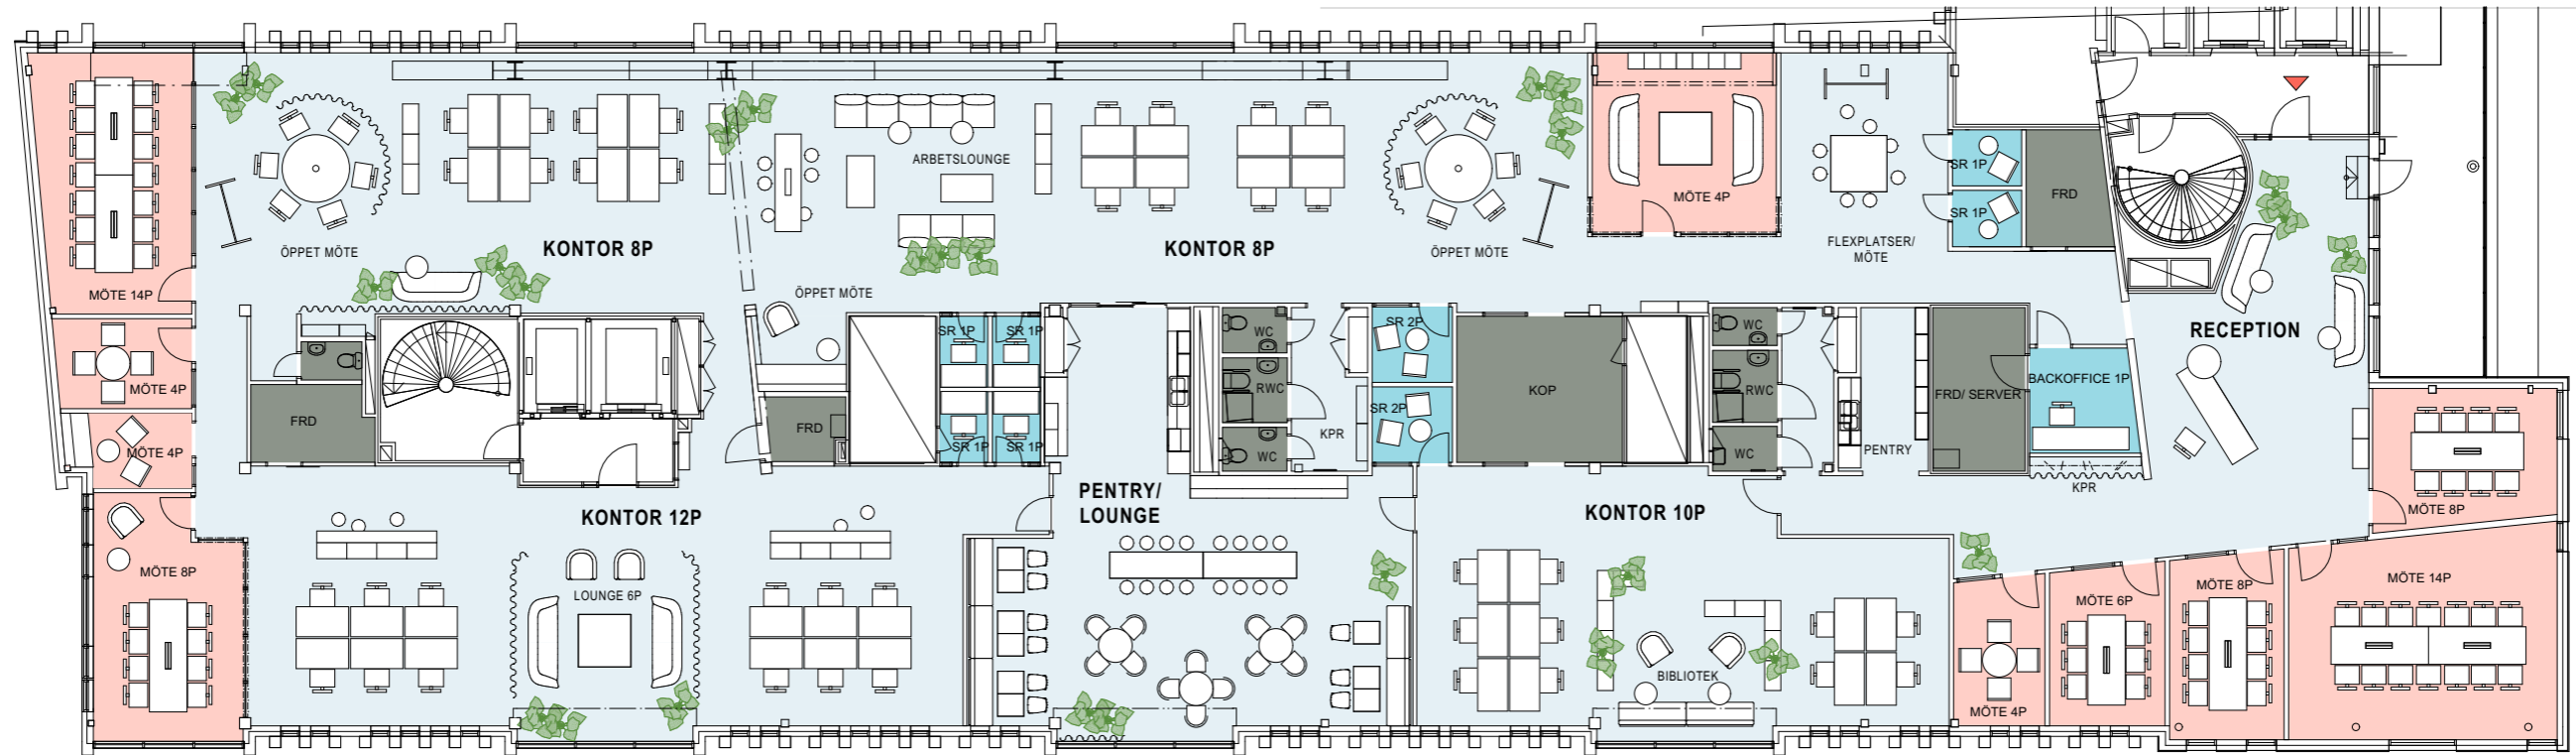 ARBETSLOUNGE
SR 1P
FRD
MÖTE 4P
SR 1P
KONTOR 8P
KONTOR 8P
ÖPPET MÖTE
ÖPPET MÖTE
FLEXPLATSER/
MÖTE
MÖTE 14P
ÖPPET MÖTE
SR 1P
SR 1P
WC
SR 2P
WC
RECEPTION
MÖTE 4P
RWC
KOP
RWC
FRD/ SERVER
BACKOFFICE 1P
FRD
FRD
SR 2P
KPR
MÖTE 4P
SR 1P
SR 1P
WC
WC
PENTRY
KPR
PENTRY/
LOUNGE
KONTOR 12P
KONTOR 10P
MÖTE 8P
MÖTE 8P
LOUNGE 6P
MÖTE 8P
MÖTE 14P
MÖTE 6P
BIBLIOTEK
MÖTE 4P